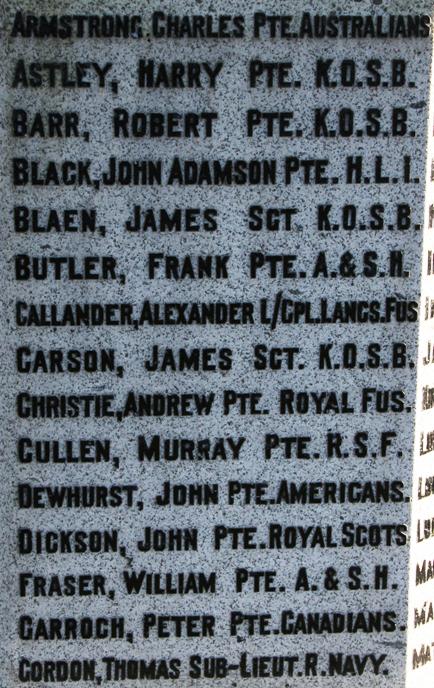 ARMSTRONG, CHARLES PTE. AUSTRALIANS
ASTLEY, HARRY PTE. K.O.S.B.
BARR, ROBERT PTE. K.O.S.B.
BLACK, JOHN ADAMSON PTE. H.L.I.
BLAEN, JAMES SGT. K.O.S.B.
BUTLER, FRANK PTE. A.&S.H.
CALLANDER, ALEXANDER L/CPL. LANCS. FUS
CARSON, JAMES SGT. K.O.S.B.
CHRISTIE, ANDREW PTE. ROYAL FUS.
CULLEN, MURRAY PTE. R.S.F.
DEWHURST, JOHN PTE. AMERICANS.
DICKSON, JOHN PTE. ROYAL SCOTS
FRASER, WILLIAM PTE. A.&S.H.
GARROCH, PETER PTE. CANADIANS.
GORDON, THOMAS SUB-LIEUT. R. NAVY.